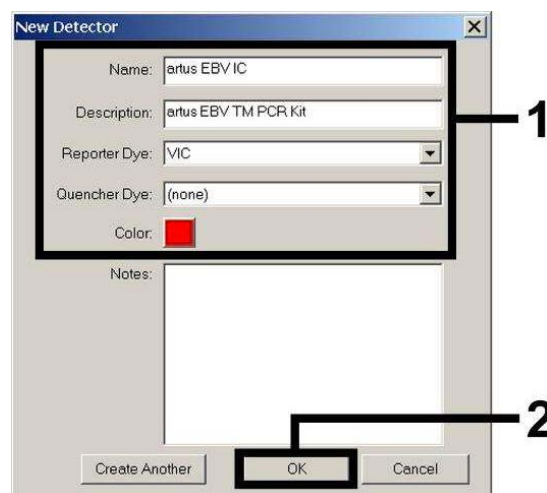 New Detector
Name: artus EBV IC
Description: artus EBV TM PCR Kit
1
Reporter Dye: VIC
Quencher Dye: (none)
Color:
Notes:
2
Create Another OK Cancel